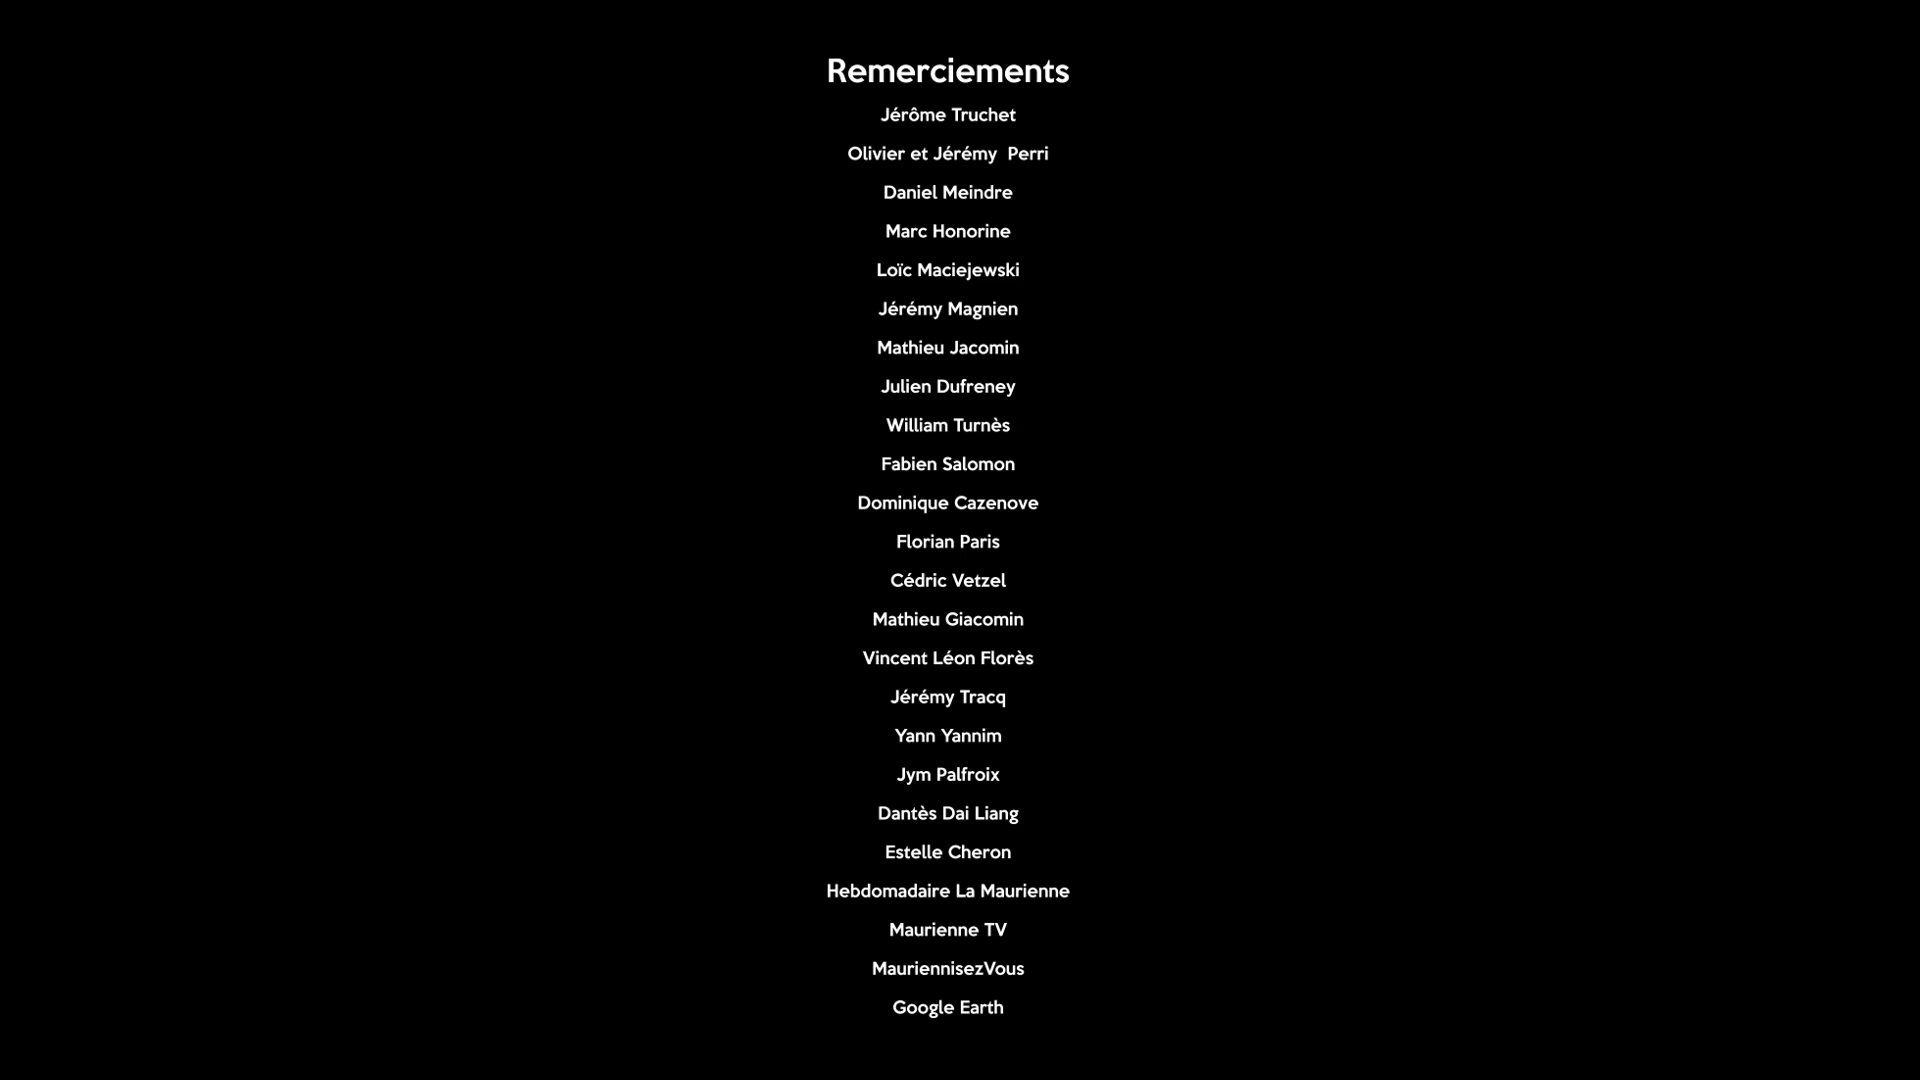 Remerciements
Jérôme Truchet
Olivier et Jérémy  Perri
Daniel Meindre
Marc Honorine
Loïc Maciejewski
Jérémy Magnien
Mathieu Jacomin
Julien Dufreney
William Turnès
Fabien Salomon
Dominique Cazenove
Florian Paris
Cédric Vetzel
Mathieu Giacomin
Vincent Léon Florès
Jérémy Tracq
Yann Yannim
Jym Palfroix
Dantès Dai Liang
Estelle Cheron
Hebdomadaire La Maurienne
Maurienne TV
MauriennisezVous
Google Earth